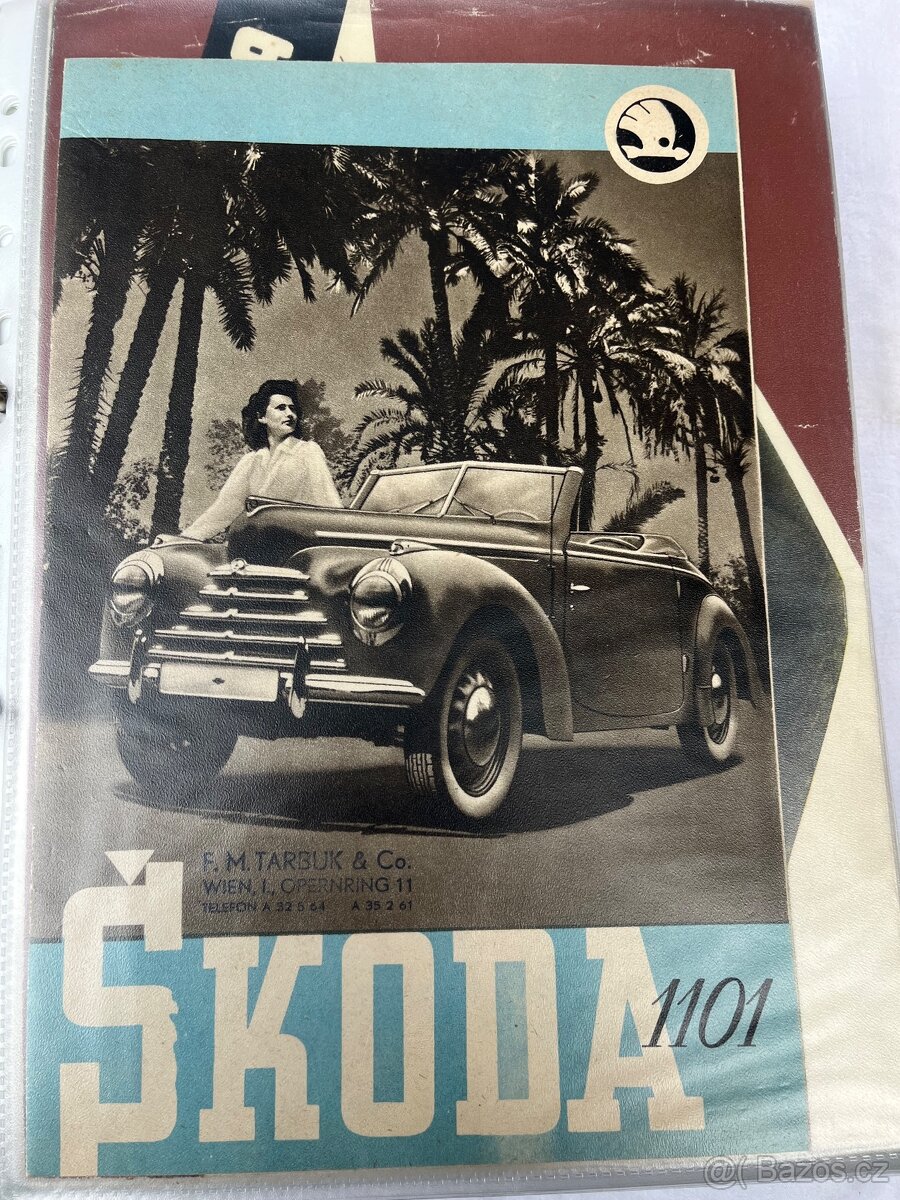 F. M. TARBUK & Co.
WIEN, I., OPERNRING 11
TELEFON A 32 5 64 A 35 2 61
ŠKODA
1101
@( Bazos.cz